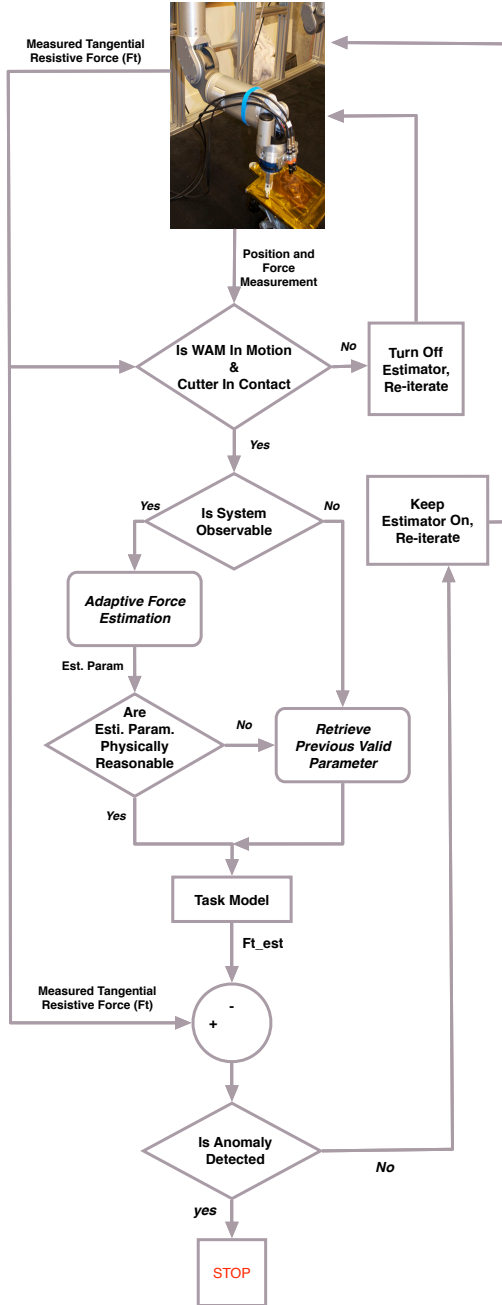 Measured Tangential
Resistive Force (Ft)
Position and
Force
Measurement
Is WAM In Motion
&
Cutter In Contact
No
Turn Off
Estimator,
Re-iterate
Yes
Is System
Observable
Yes
No
Keep
Estimator On,
Re-iterate
Adaptive Force
Estimation
Est. Param
Are
Esti. Param.
Physically
Reasonable
No
Retrieve
Previous Valid
Parameter
Yes
Task Model
Ft_est
Measured Tangential
Resistive Force (Ft)
-
+
Is Anomaly
Detected
No
yes
STOP